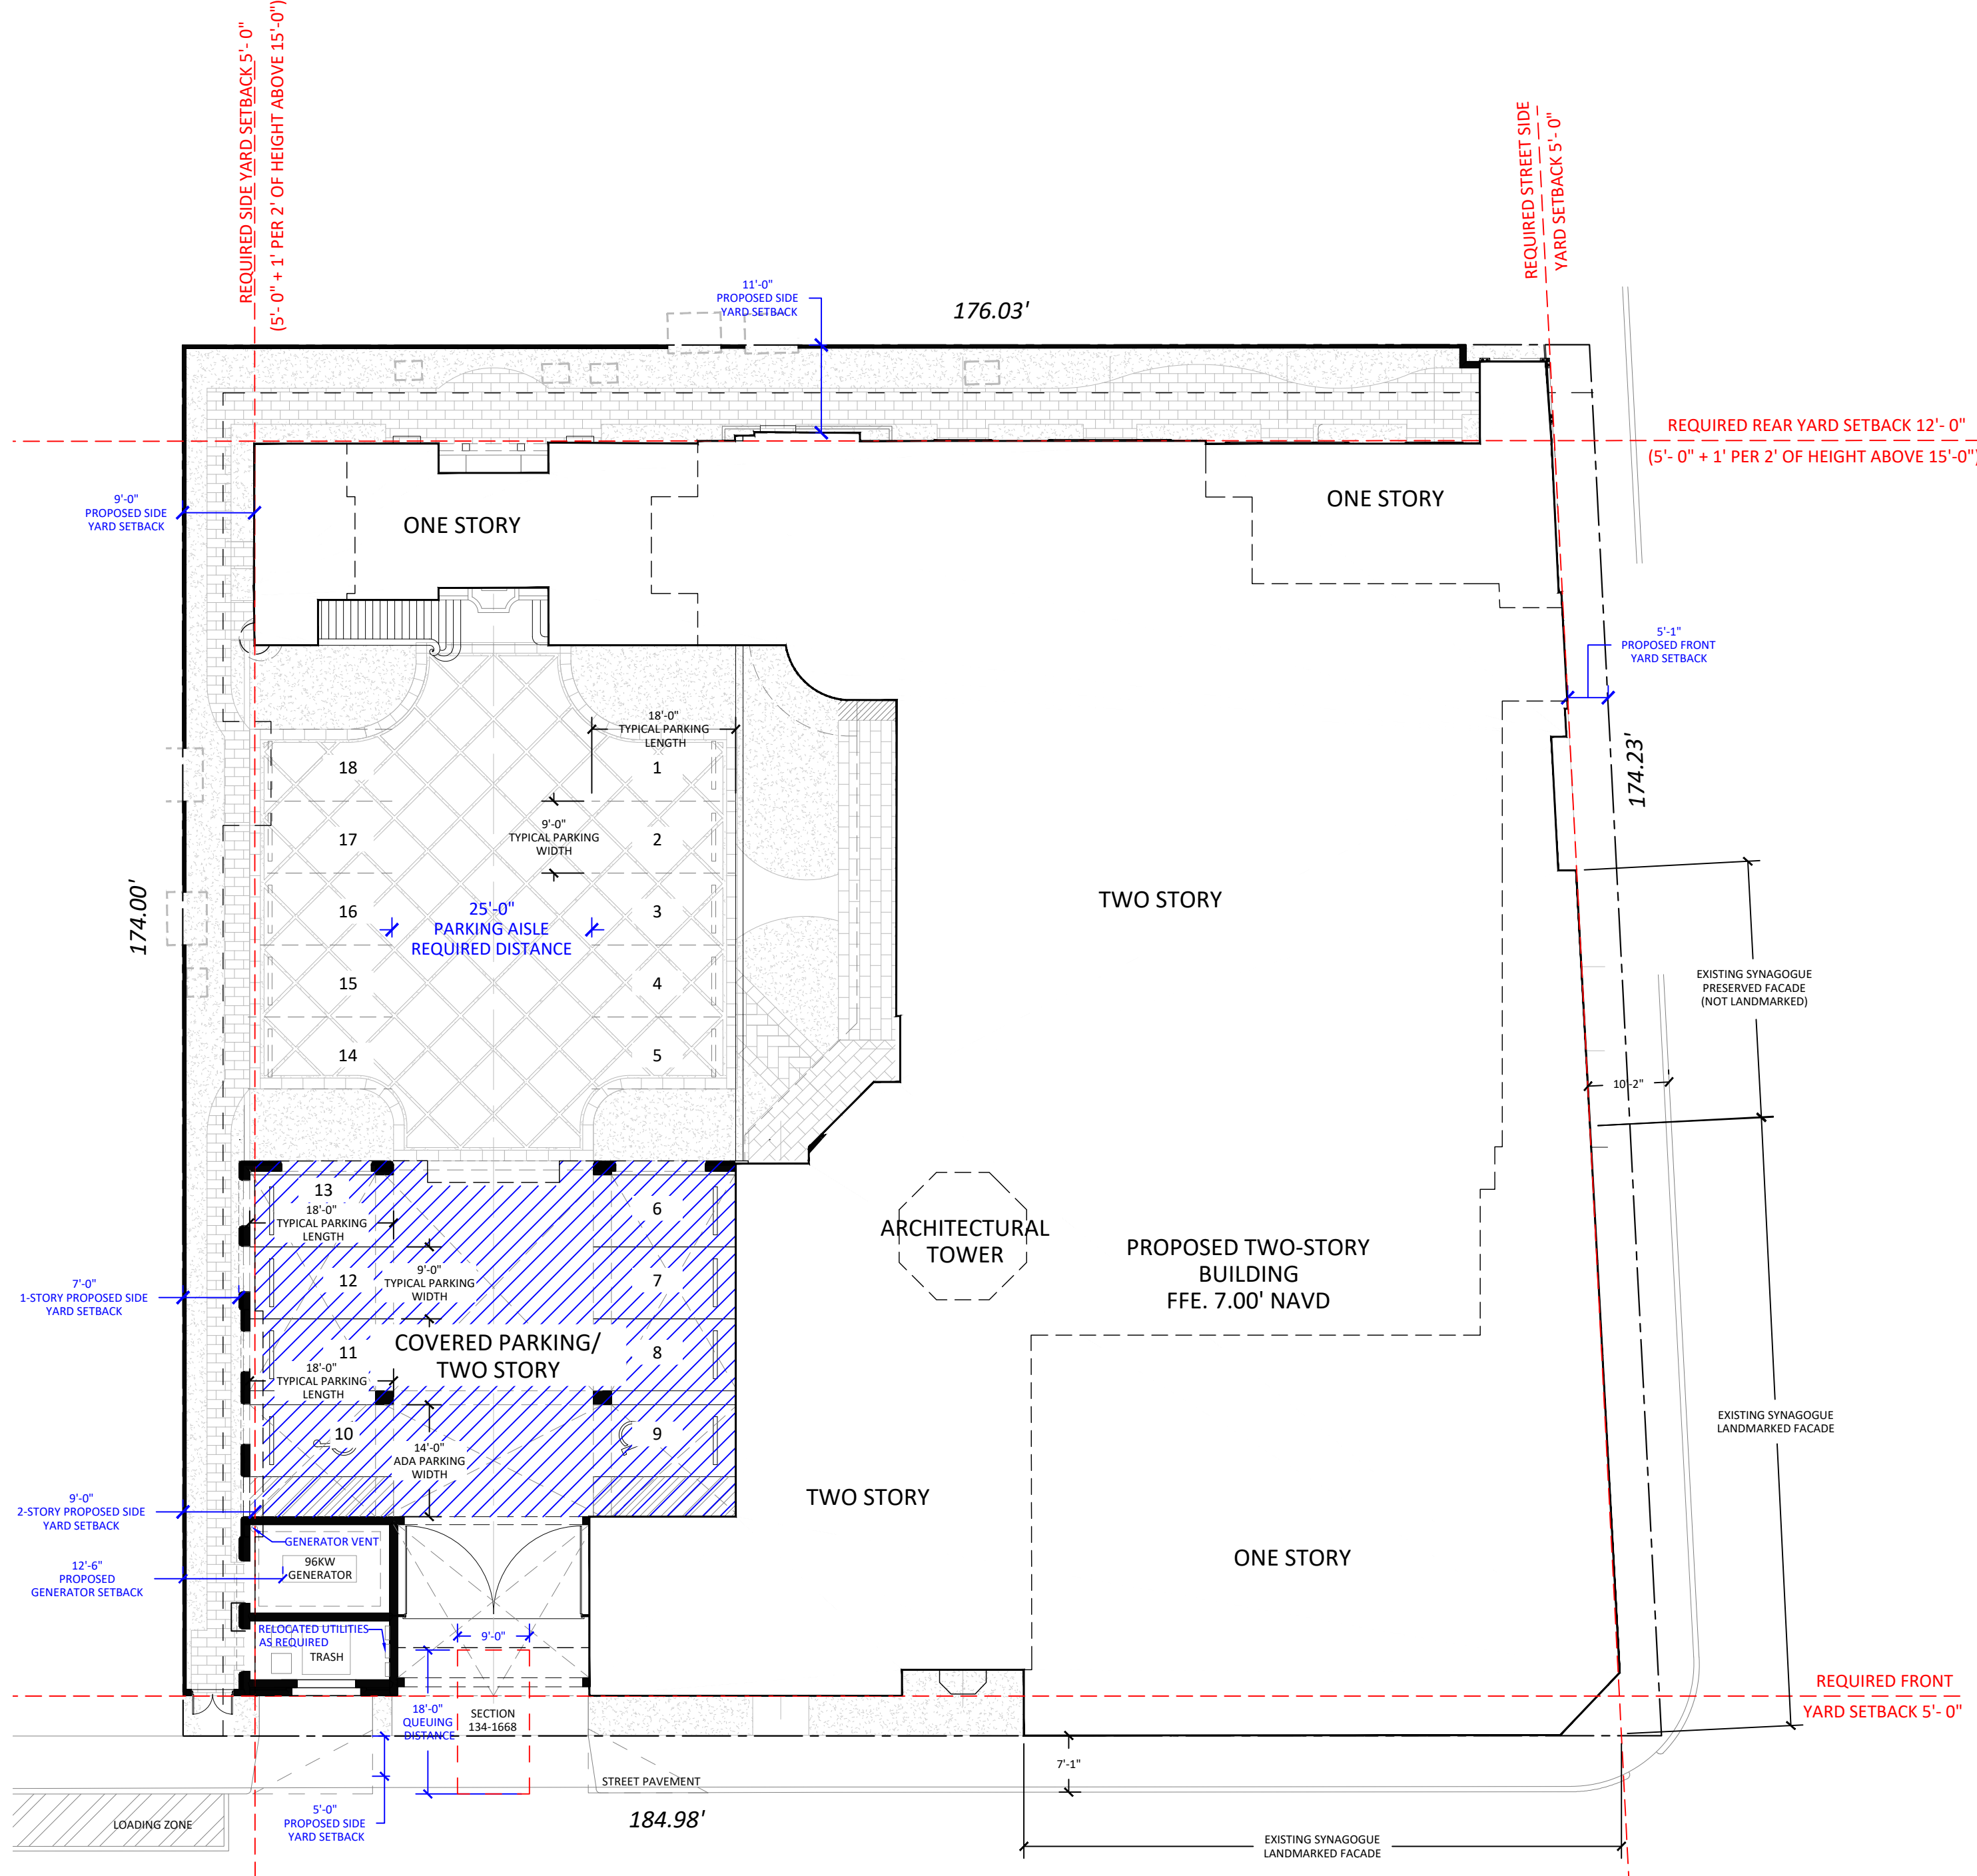 REQUIRED SIDE YARD SETBACK 5'- 0"
(5'- 0" + 1' PER 2' OF HEIGHT ABOVE 15'-0")
REQUIRED STREET SIDE
YARD SETBACK 5'- 0"
11'-0"
PROPOSED SIDE
YARD SETBACK
176.03'
REQUIRED REAR YARD SETBACK 12'- 0"
(5'- 0" + 1' PER 2' OF HEIGHT ABOVE 15'-0")
9'-0"
PROPOSED SIDE
YARD SETBACK
ONE STORY
ONE STORY
5'-1"
PROPOSED FRONT
YARD SETBACK
18'-0"
TYPICAL PARKING
LENGTH
174.23'
18
1
9'-0"
TYPICAL PARKING
WIDTH
17
2
174.00'
TWO STORY
16
25'-0"
PARKING AISLE
REQUIRED DISTANCE
3
15
4
EXISTING SYNAGOGUE
PRESERVED FACADE
(NOT LANDMARKED)
14
5
10'-2"
13
18'-0"
TYPICAL PARKING
LENGTH
6
ARCHITECTURAL
TOWER
PROPOSED TWO-STORY
BUILDING
FFE. 7.00' NAVD
7'-0"
1-STORY PROPOSED SIDE
YARD SETBACK
12
9'-0"
TYPICAL PARKING
WIDTH
7
COVERED PARKING/
TWO STORY
11
18'-0"
TYPICAL PARKING
LENGTH
8
EXISTING SYNAGOGUE
LANDMARKED FACADE
10
14'-0"
ADA PARKING
WIDTH
9
9'-0"
2-STORY PROPOSED SIDE
YARD SETBACK
TWO STORY
GENERATOR VENT
96KW
GENERATOR
ONE STORY
12'-6"
PROPOSED
GENERATOR SETBACK
RELOCATED UTILITIES
AS REQUIRED
TRASH
9'-0"
18'-0"
QUEUING
DISTANCE
SECTION
134-1668
REQUIRED FRONT
YARD SETBACK 5'- 0"
7'-1"
STREET PAVEMENT
5'-0"
PROPOSED SIDE
YARD SETBACK
LOADING ZONE
184.98'
EXISTING SYNAGOGUE
LANDMARKED FACADE